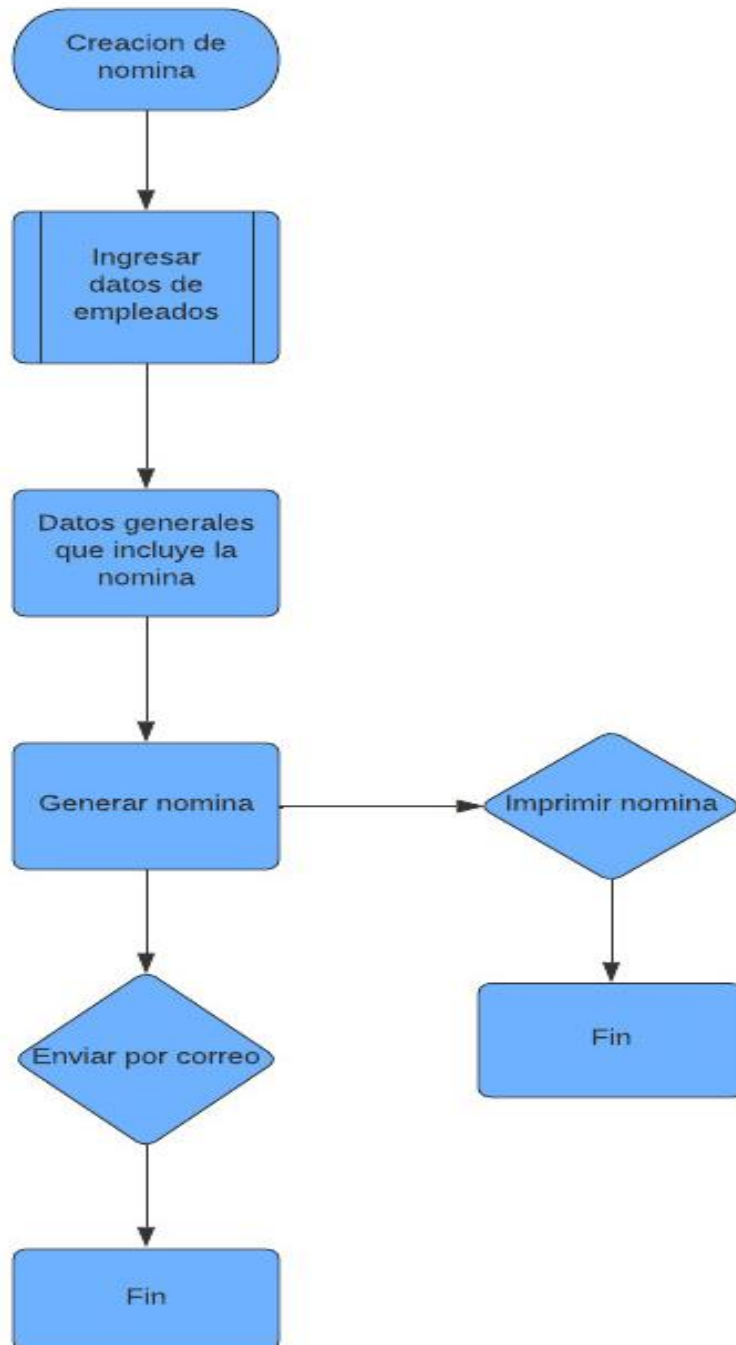 Creacion de
nomina
Ingresar
datos de
empleados
Datos generales
que incluye la
nomina
Generar nomina
Imprimir nomina
Enviar por correo
Fin
Fin